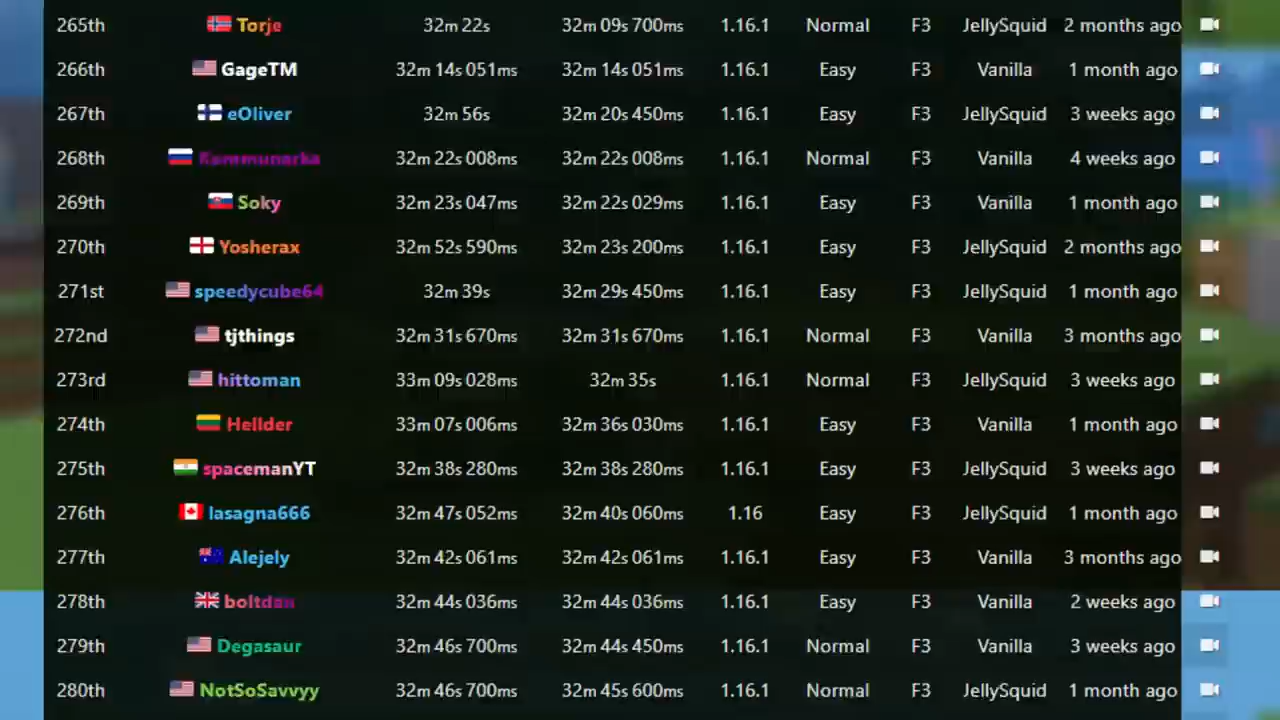 265th Torje 32m 22s 32m 09s 700ms 1.16.1 Normal F3 JellySquid 2 months ago
266th GageTM 32m 14s 051ms 32m 14s 051ms 1.16.1 Easy F3 Vanilla 1 month ago
267th eOliver 32m 56s 32m 20s 450ms 1.16.1 Easy F3 JellySquid 3 weeks ago
268th Kommunarka 32m 22s 008ms 32m 22s 008ms 1.16.1 Normal F3 Vanilla 4 weeks ago
269th Soky 32m 23s 047ms 32m 22s 029ms 1.16.1 Easy F3 Vanilla 1 month ago
270th Yosherax 32m 52s 590ms 32m 23s 200ms 1.16.1 Easy F3 JellySquid 2 months ago
271st speedycube64 32m 39s 32m 29s 450ms 1.16.1 Easy F3 JellySquid 1 month ago
272nd tjthings 32m 31s 670ms 32m 31s 670ms 1.16.1 Normal F3 Vanilla 3 months ago
273rd hittoman 33m 09s 028ms 32m 35s 1.16.1 Normal F3 JellySquid 3 weeks ago
274th Hellder 33m 07s 006ms 32m 36s 030ms 1.16.1 Easy F3 Vanilla 1 month ago
275th spacemanYT 32m 38s 280ms 32m 38s 280ms 1.16.1 Easy F3 JellySquid 3 weeks ago
276th lasagna666 32m 47s 052ms 32m 40s 060ms 1.16 Easy F3 JellySquid 1 month ago
277th Alejely 32m 42s 061ms 32m 42s 061ms 1.16.1 Easy F3 Vanilla 3 months ago
278th boltdan 32m 44s 036ms 32m 44s 036ms 1.16.1 Easy F3 Vanilla 2 weeks ago
279th Degasaur 32m 46s 700ms 32m 44s 450ms 1.16.1 Normal F3 Vanilla 3 weeks ago
280th NotSoSavvyy 32m 46s 700ms 32m 45s 600ms 1.16.1 Normal F3 JellySquid 1 month ago